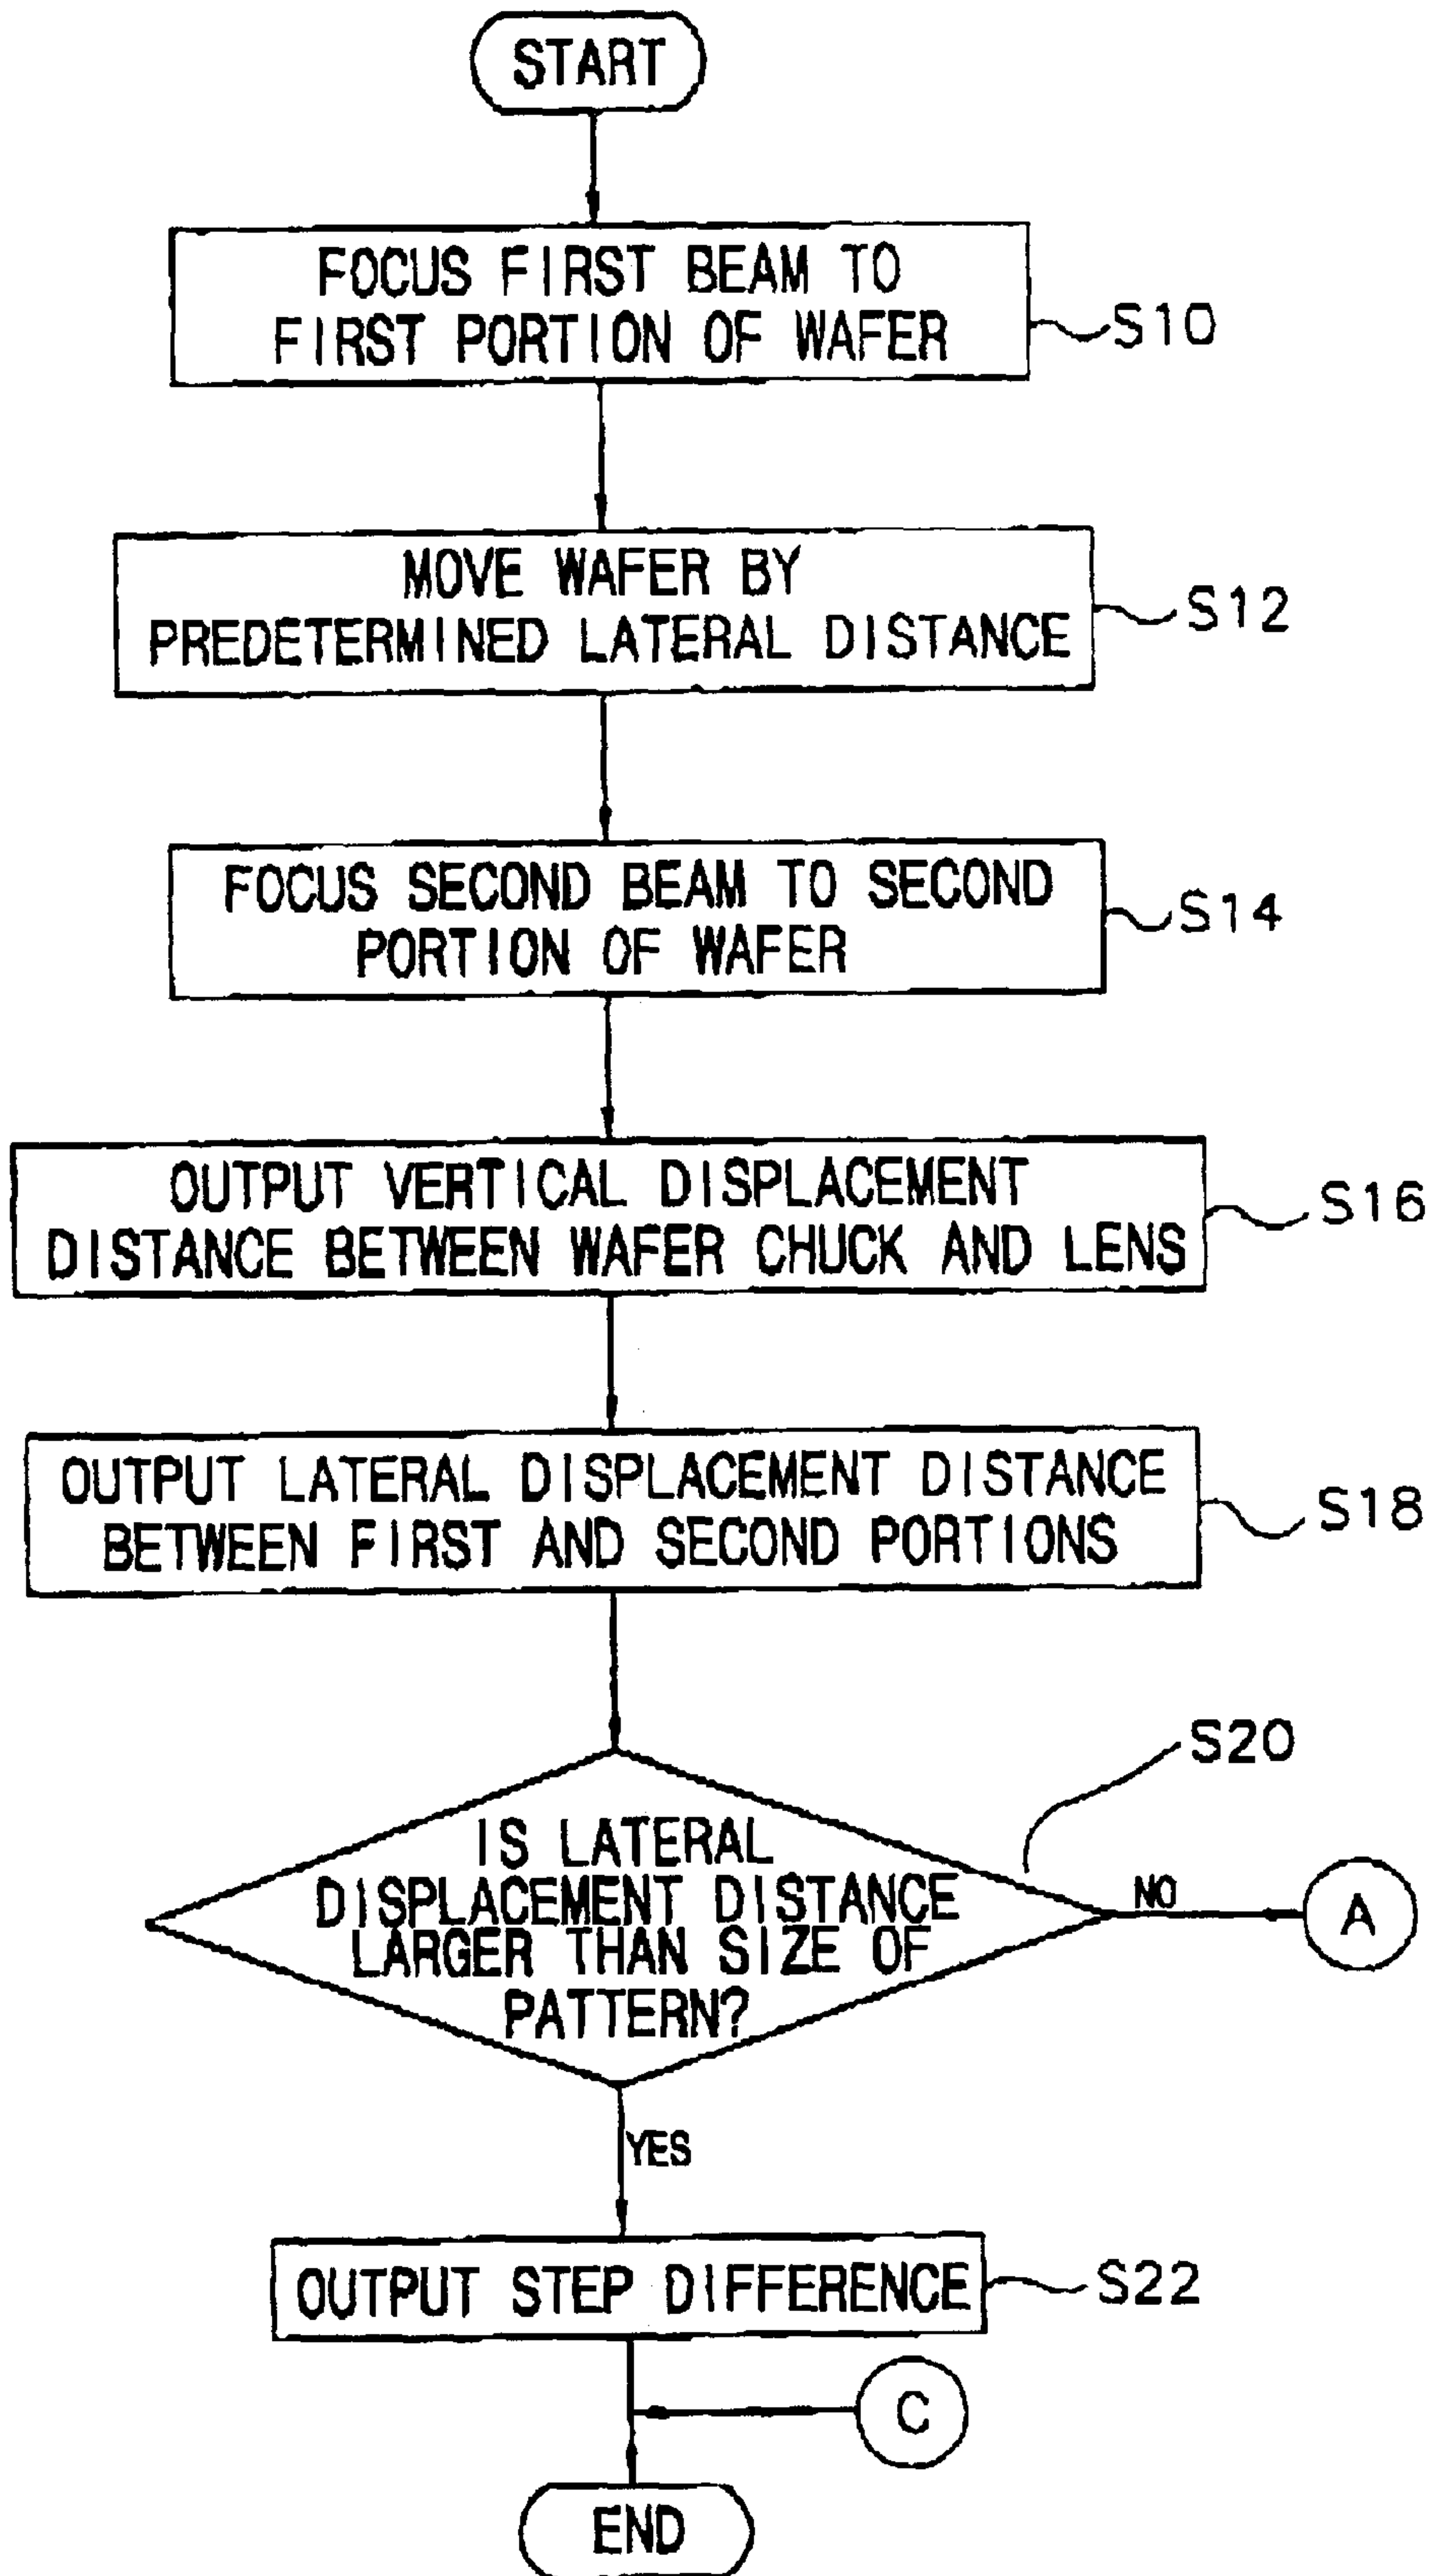 START
FOCUS FIRST BEAM TO
FIRST PORTION OF WAFER
S10
MOVE WAFER BY
PREDETERMINED LATERAL DISTANCE
S12
FOCUS SECOND BEAM TO SECOND
PORTION OF WAFER
S14
OUTPUT VERTICAL DISPLACEMENT
DISTANCE BETWEEN WAFER CHUCK AND LENS
S16
OUTPUT LATERAL DISPLACEMENT DISTANCE
BETWEEN FIRST AND SECOND PORTIONS
S18
S20
IS LATERAL
DISPLACEMENT DISTANCE
LARGER THAN SIZE OF
PATTERN?
NO
A
YES
OUTPUT STEP DIFFERENCE
S22
C
END